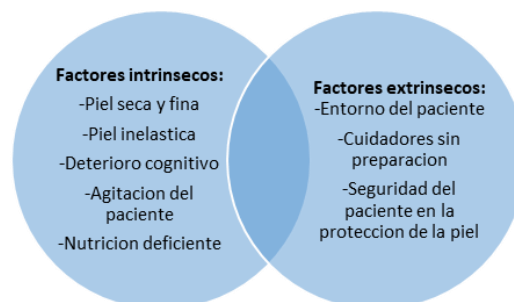 Factores intrinsecos:
-Piel seca y fina
-Piel inelastica
-Deterioro cognitivo
-Agitacion del
paciente
-Nutricion deficiente
Factores extrinsecos:
-Entorno del paciente
-Cuidadores sin
preparacion
-Seguridad del
paciente en la
proteccion de la piel